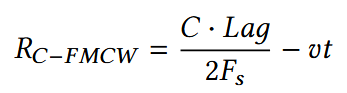 R_{C-FMCW} = \frac{C \cdot Lag}{2F_s} - vt